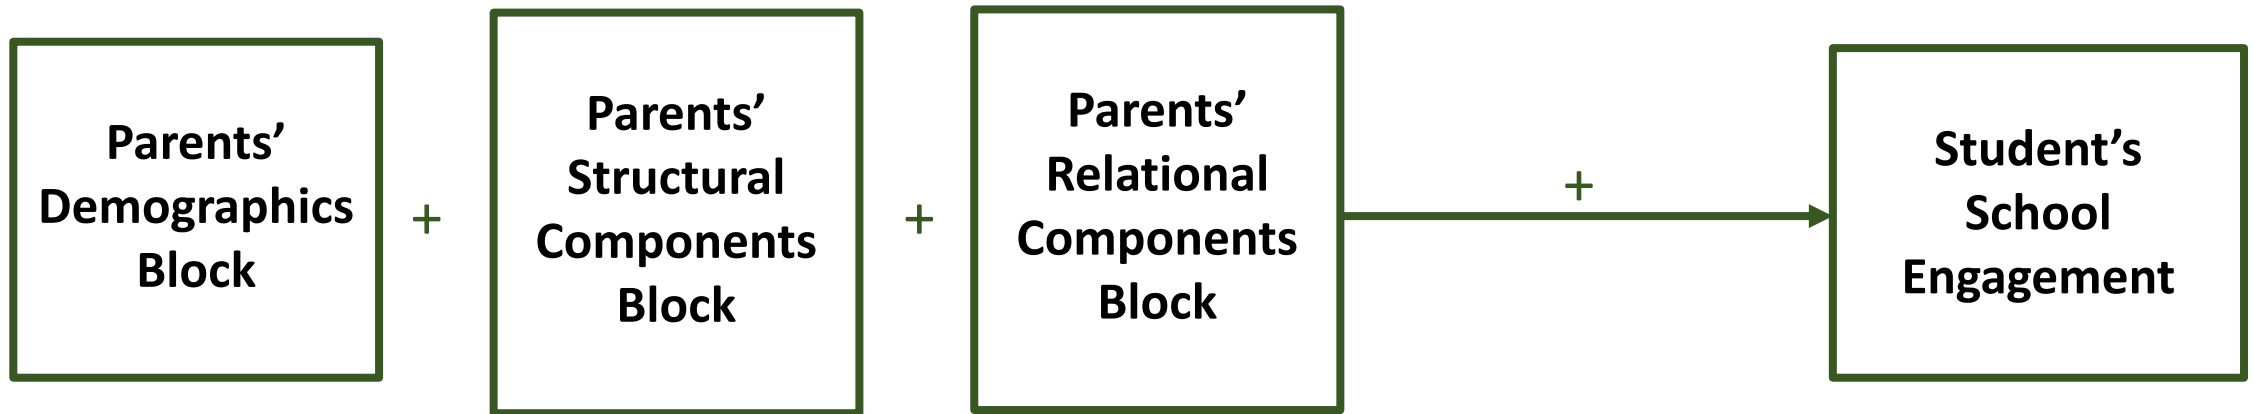 Parents’
Demographics
Block
+
Parents’
Structural
Components
Block
+
Parents’
Relational
Components
Block
+
Student’s
School
Engagement